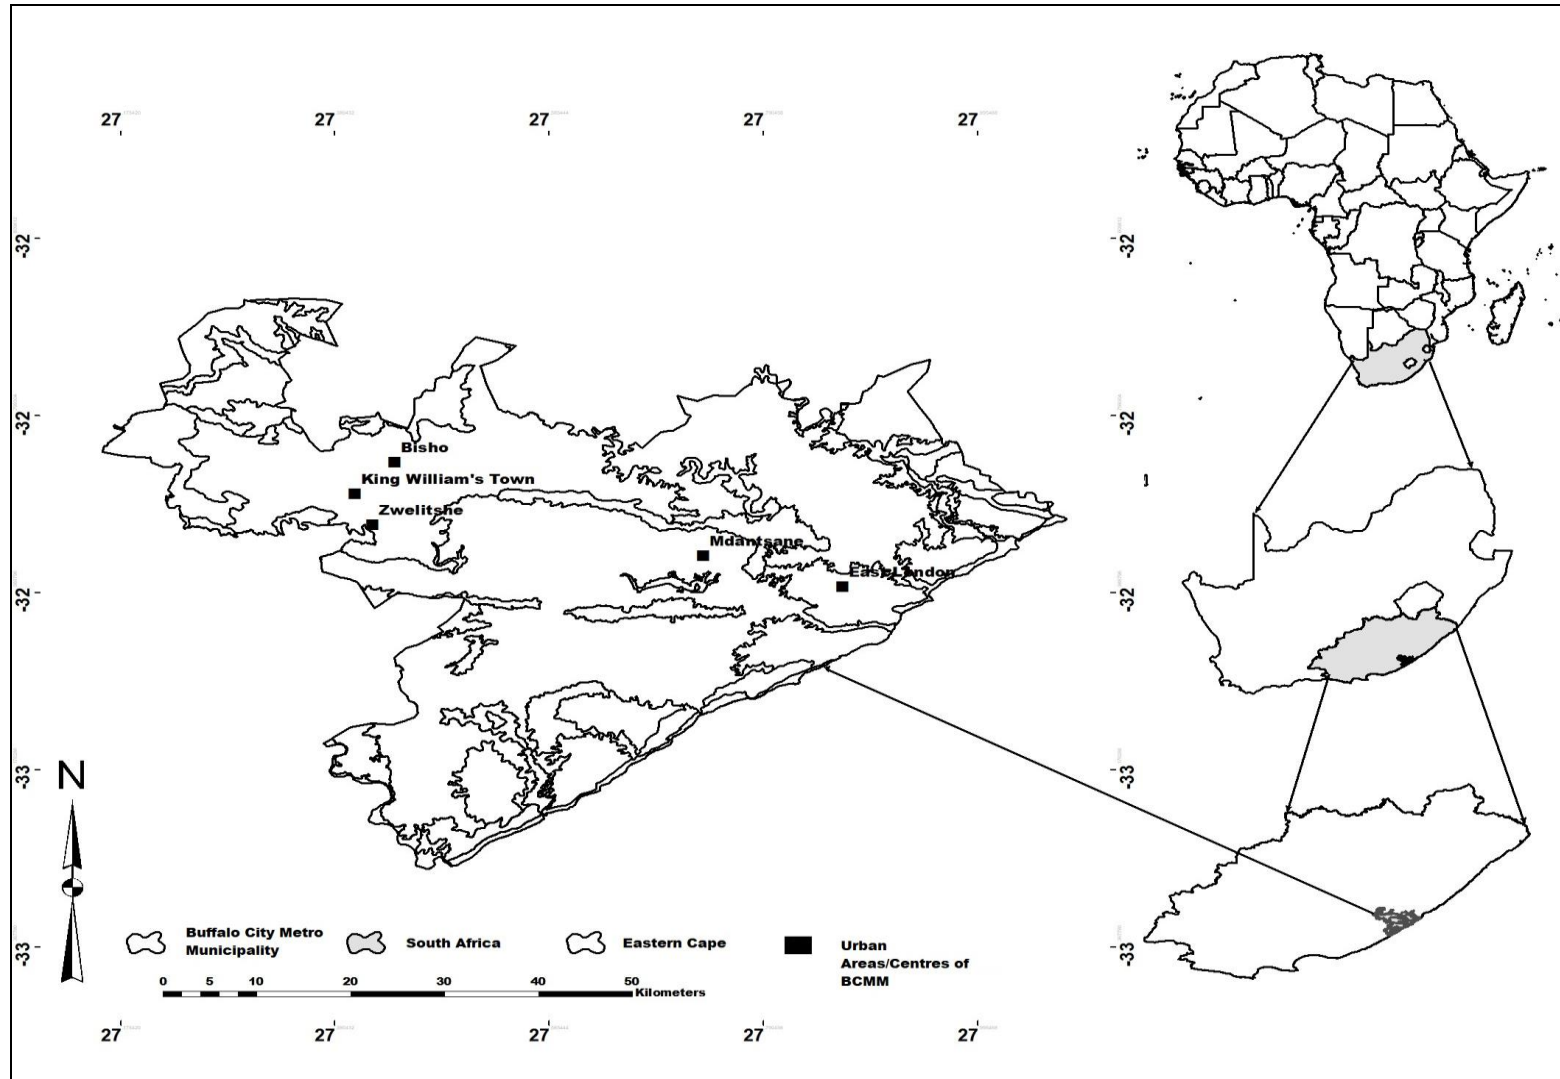 27 27 27 27 27
-32 -32
-32 -32
Bisho
King William's Town
Zwelitshe
Mdantsane
East London
-32 -32
-33 -33
N
Buffalo City Metro
Municipality
South Africa
Eastern Cape
Urban
Areas/Centres of
BCMM
-33 -33
0 5 10 20 30 40 50
Kilometers
27 27 27 27 27